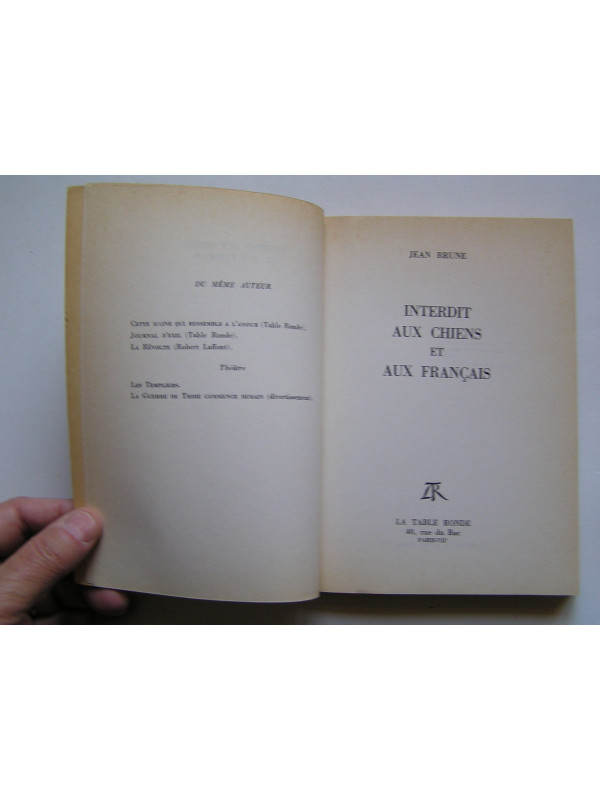 DU MÊME AUTEUR
CETTE HAINE QUI RESSEMBLE A L'AMOUR (Table Ronde).
JOURNAL D'EXIL (Table Ronde).
LA RÉVOLTE (Robert Laffont).
Théâtre
LES TEMPLIERS.
LA GUERRE DE TROIE COMMENCE DEMAIN (divertissement).
JEAN BRUNE
INTERDIT
AUX CHIENS
ET
AUX FRANÇAIS
LA TABLE RONDE
40, rue du Bac
PARIS-VIIᵉ